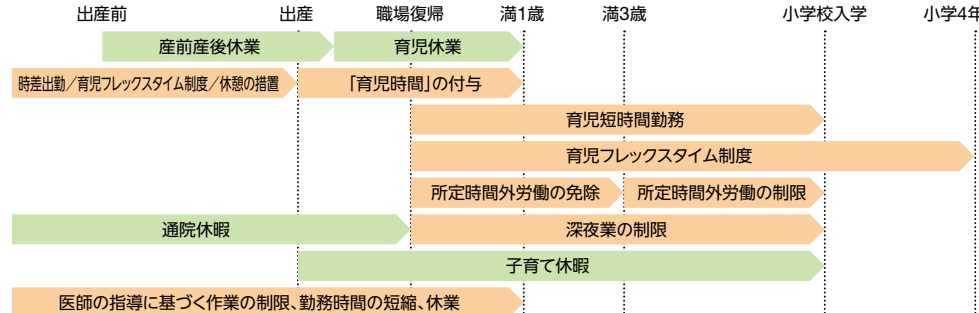 出産前 出産 職場復帰 満1歳 満3歳 小学校入学 小学4年
産前産後休業 育児休業
時差出勤／育児フレックスタイム制度／休憩の措置 「育児時間」の付与
育児短時間勤務
育児フレックスタイム制度
所定時間外労働の免除 所定時間外労働の制限
通院休暇 深夜業の制限
子育て休暇
医師の指導に基づく作業の制限、勤務時間の短縮、休業